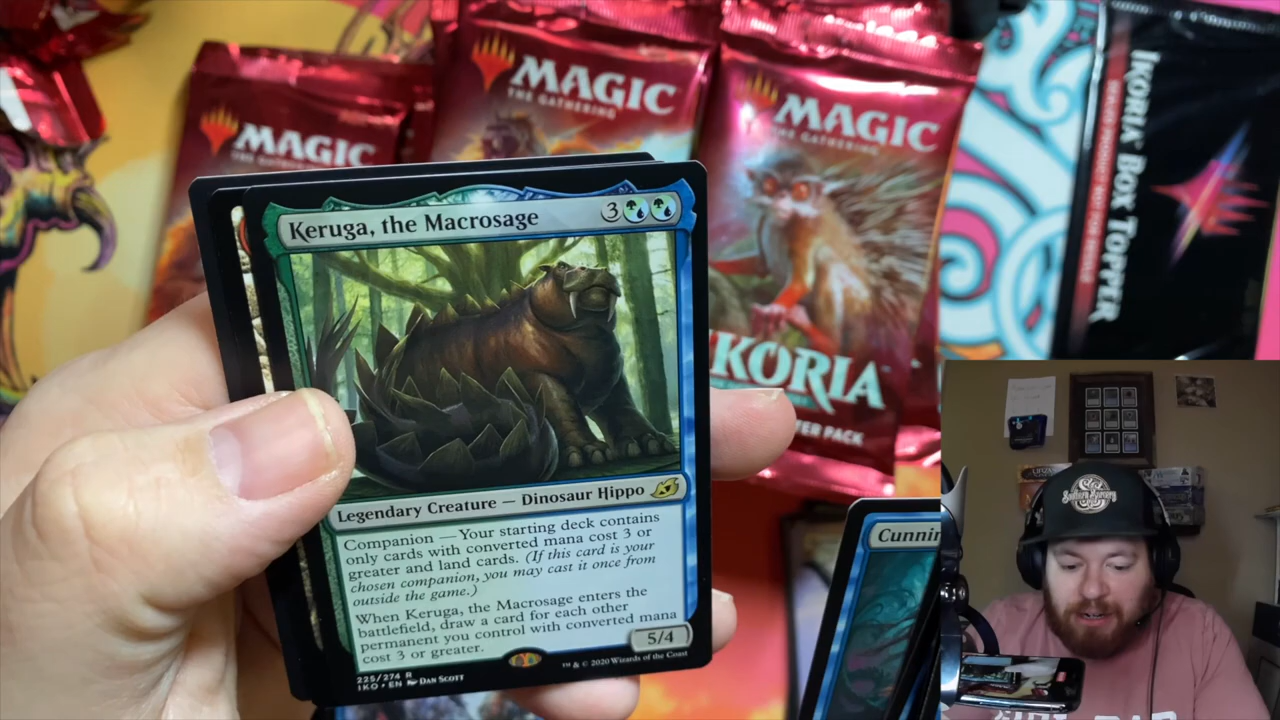 MAGIC
THE GATHERING
MAGIC
THE GATHERING
MAGIC
THE GATHERING
IKORIA BOX TOPPER
Keruga, the Macrosage
3
Legendary Creature — Dinosaur Hippo
Companion — Your starting deck contains
only cards with converted mana cost 3 or
greater and land cards. (If this card is your
chosen companion, you may cast it once from
outside the game.)
When Keruga, the Macrosage enters the
battlefield, draw a card for each other
permanent you control with converted mana
cost 3 or greater.
5/4
225/274 R
IKO • EN DAN SCOTT
™ & © 2020 Wizards of the Coast
KORIA
PACK
Cunnin
Southern Sorcery